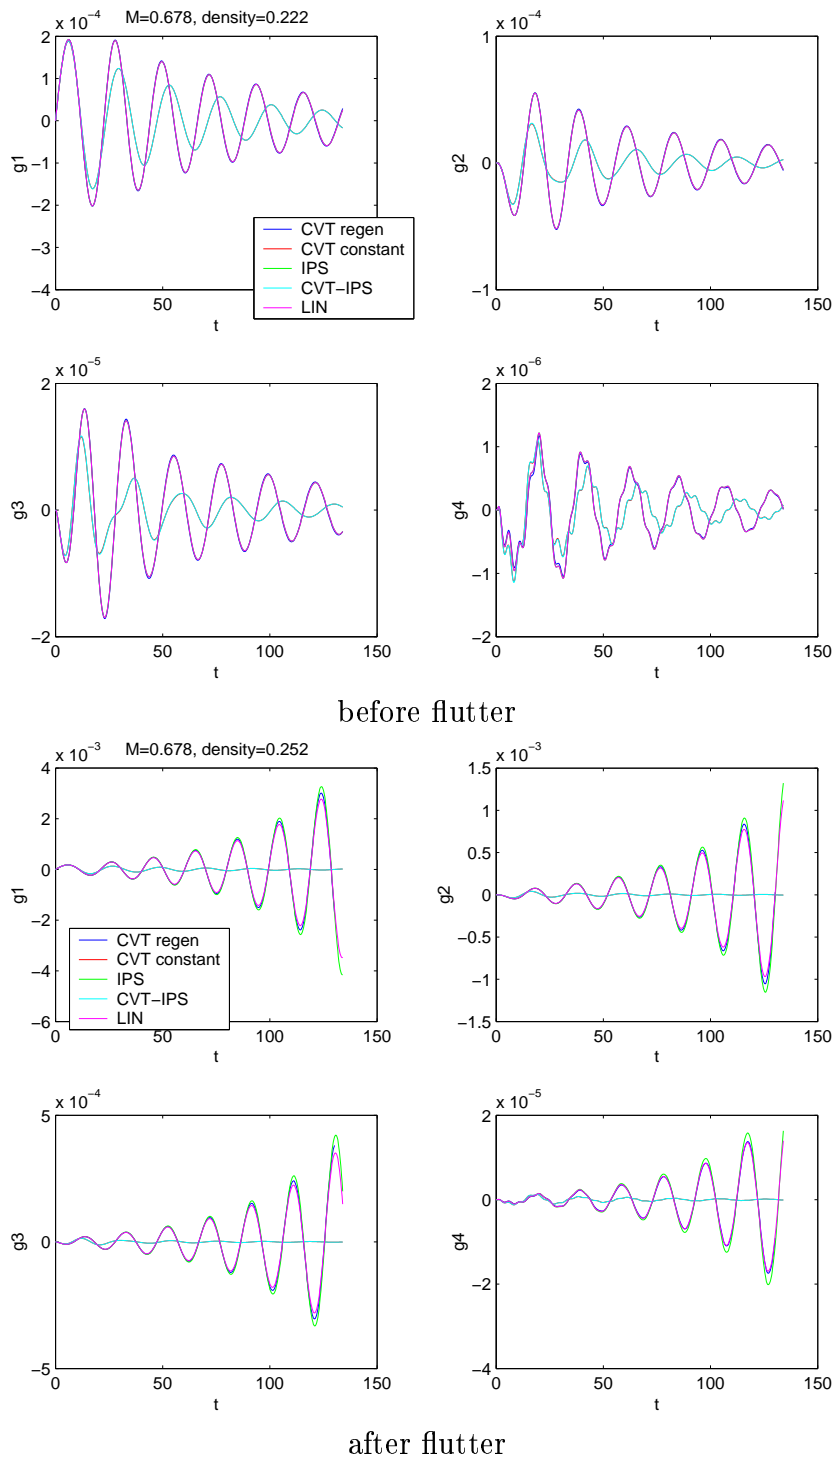 x 10−4
M=0.678, density=0.222
2
1
0
−1
−2
−3
−4
g1
0
50
100
150
t
CVT regen
CVT constant
IPS
CVT−IPS
LIN
x 10−4
1
0
−1
g2
0
50
100
150
t
x 10−5
2
0
−2
g3
0
50
100
150
t
x 10−6
2
1
0
−1
−2
g4
0
50
100
150
t
before flutter
x 10−3
M=0.678, density=0.252
4
2
0
−2
−4
−6
g1
0
50
100
150
t
CVT regen
CVT constant
IPS
CVT−IPS
LIN
x 10−3
1.5
1
0.5
0
−0.5
−1
−1.5
g2
0
50
100
150
t
x 10−4
5
0
−5
g3
0
50
100
150
t
x 10−5
2
0
−2
−4
g4
0
50
100
150
t
after flutter